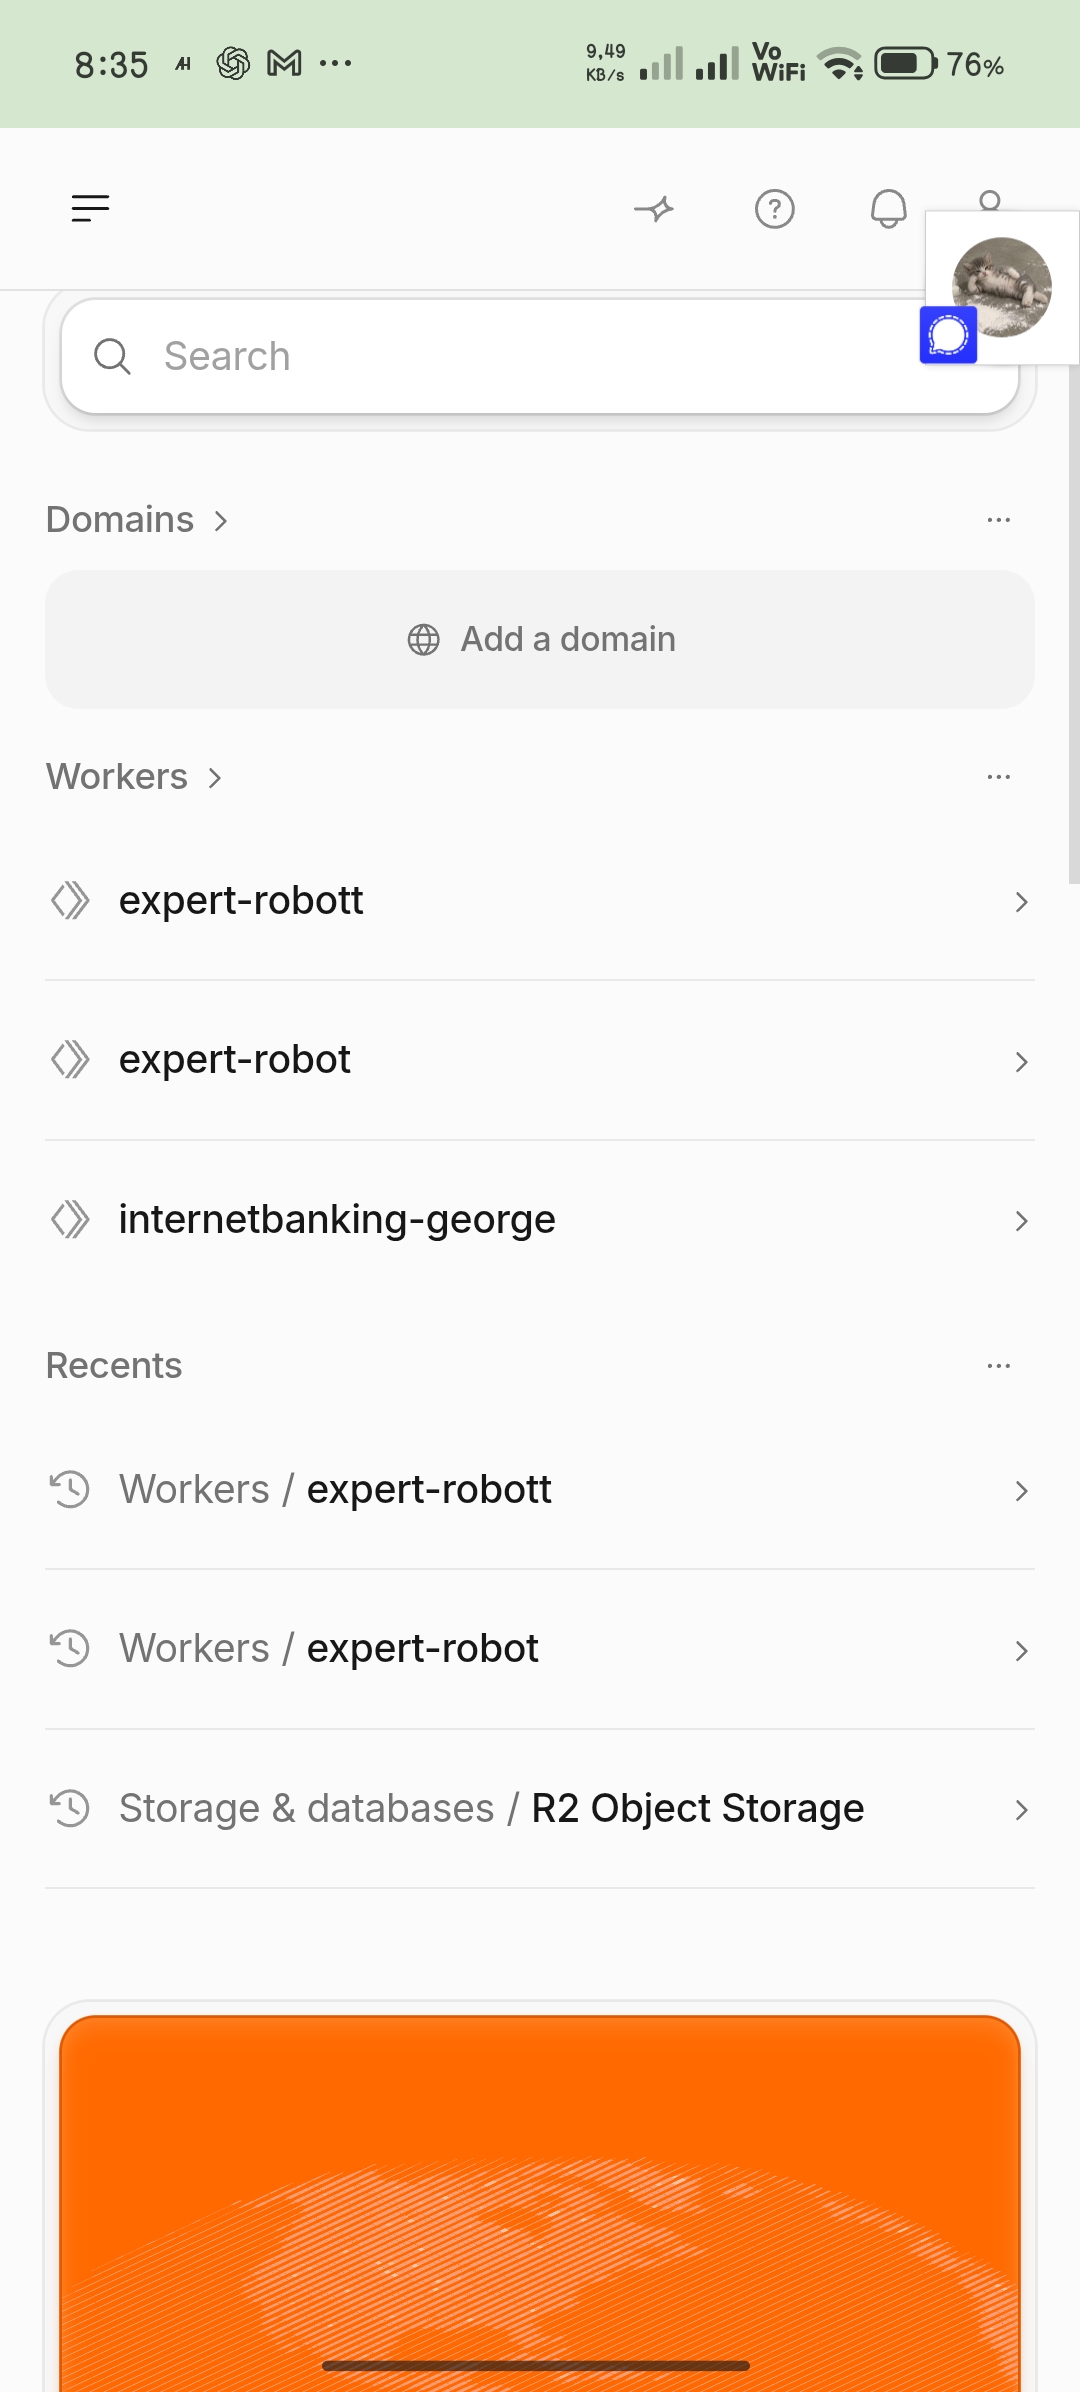 8:35
9,49
KB/s
Vo
WiFi
76%
Search
Domains
Add a domain
Workers
expert-robott
expert-robot
internetbanking-george
Recents
Workers / expert-robott
Workers / expert-robot
Storage & databases / R2 Object Storage